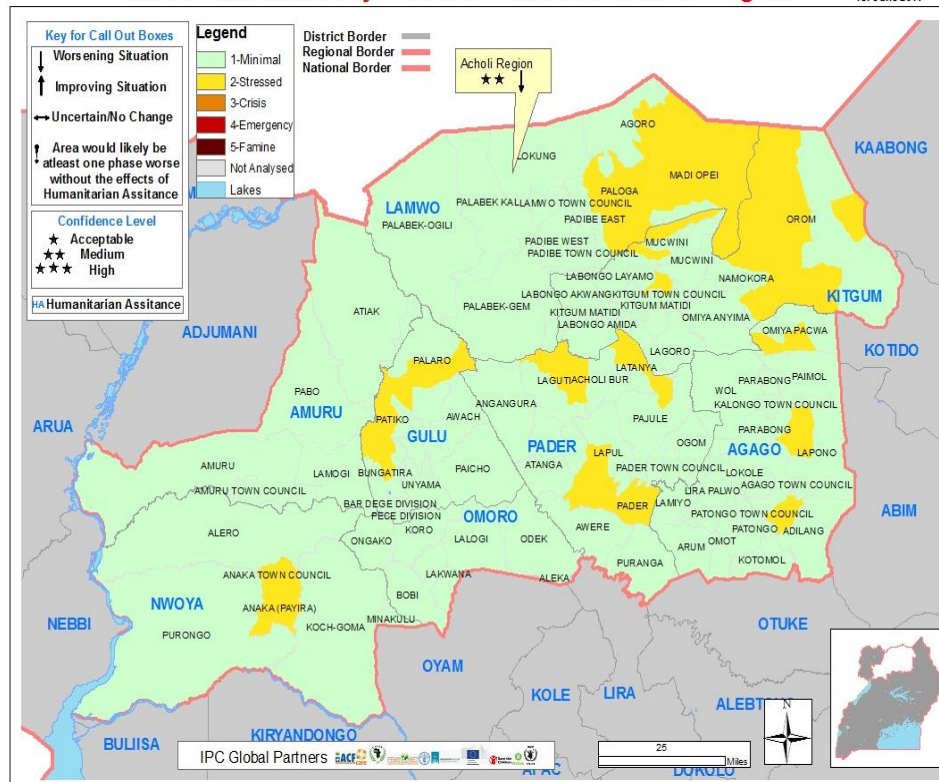 Key for Call Out Boxes
Worsening Situation
Improving Situation
Uncertain/No Change
Area would likely be
atleast one phase worse
without the effects of
Humanitarian Assitance
Confidence Level
Acceptable
Medium
High
HA Humanitarian Assitance
Legend
1-Minimal
2-Stressed
3-Crisis
4-Emergency
5-Famine
Not Analysed
Lakes
District Border
Regional Border
National Border
Acholi Region
KAABONG
AGORO
LOKUNG
MADI OPEI
LAMWO
PALABEK KAL
LAMWO TOWN COUNCIL
PALOGA
PADIBE EAST
OROM
PALABEK-OGILI
PADIBE WEST
PADIBE TOWN COUNCIL
MUCWINI
MUCWINI
LABONGO LAYAMO
NAMOKORA
KITGUM
LABONGO AKWANG
KITGUM TOWN COUNCIL
PALABEK-GEM
KITGUM MATIDI
KITGUM MATIDI
LABONGO AMIDA
OMIYA ANYIMA
ATIAK
ADJUMANI
OMIYA PACWA
KOTIDO
PALARO
LAGORO
LATANYA
LAGUTI
ACHOLI BUR
PARABONG
PAIMOL
WOL
KALONGO TOWN COUNCIL
PABO
AMURU
ANGANGURA
PATIKO
AWACH
PAJULE
ARUA
GULU
PADER
OGOM
PARABONG
AGAGO
LAPONO
LAPUL
AMURU
LAMOGI
BUNGATIRA
PAICHO
ATANGA
PADER TOWN COUNCIL
LOKOLE
UNYAMA
AMURU TOWN COUNCIL
LIRA PALWO
AGAGO TOWN COUNCIL
BAR DEGE DIVISION
PECE DIVISION
OMORO
PADER
LAMIYO
PATONGO TOWN COUNCIL
ABIM
ALERO
KORO
AWERE
PATONGO
ADILANG
ONGAKO
LALOGI
ODEK
ARUM
OMOT
PURANGA
KOTOMOL
ANAKA TOWN COUNCIL
LAKWANA
ALEKA
NWOYA
ANAKA (PAYIRA)
BOBI
NEBBI
MINAKULU
KOCH-GOMA
PURONGO
OTUKE
OYAM
KOLE
LIRA
BULIISA
KIRYANDONGO
N
IPC Global Partners
25
Miles